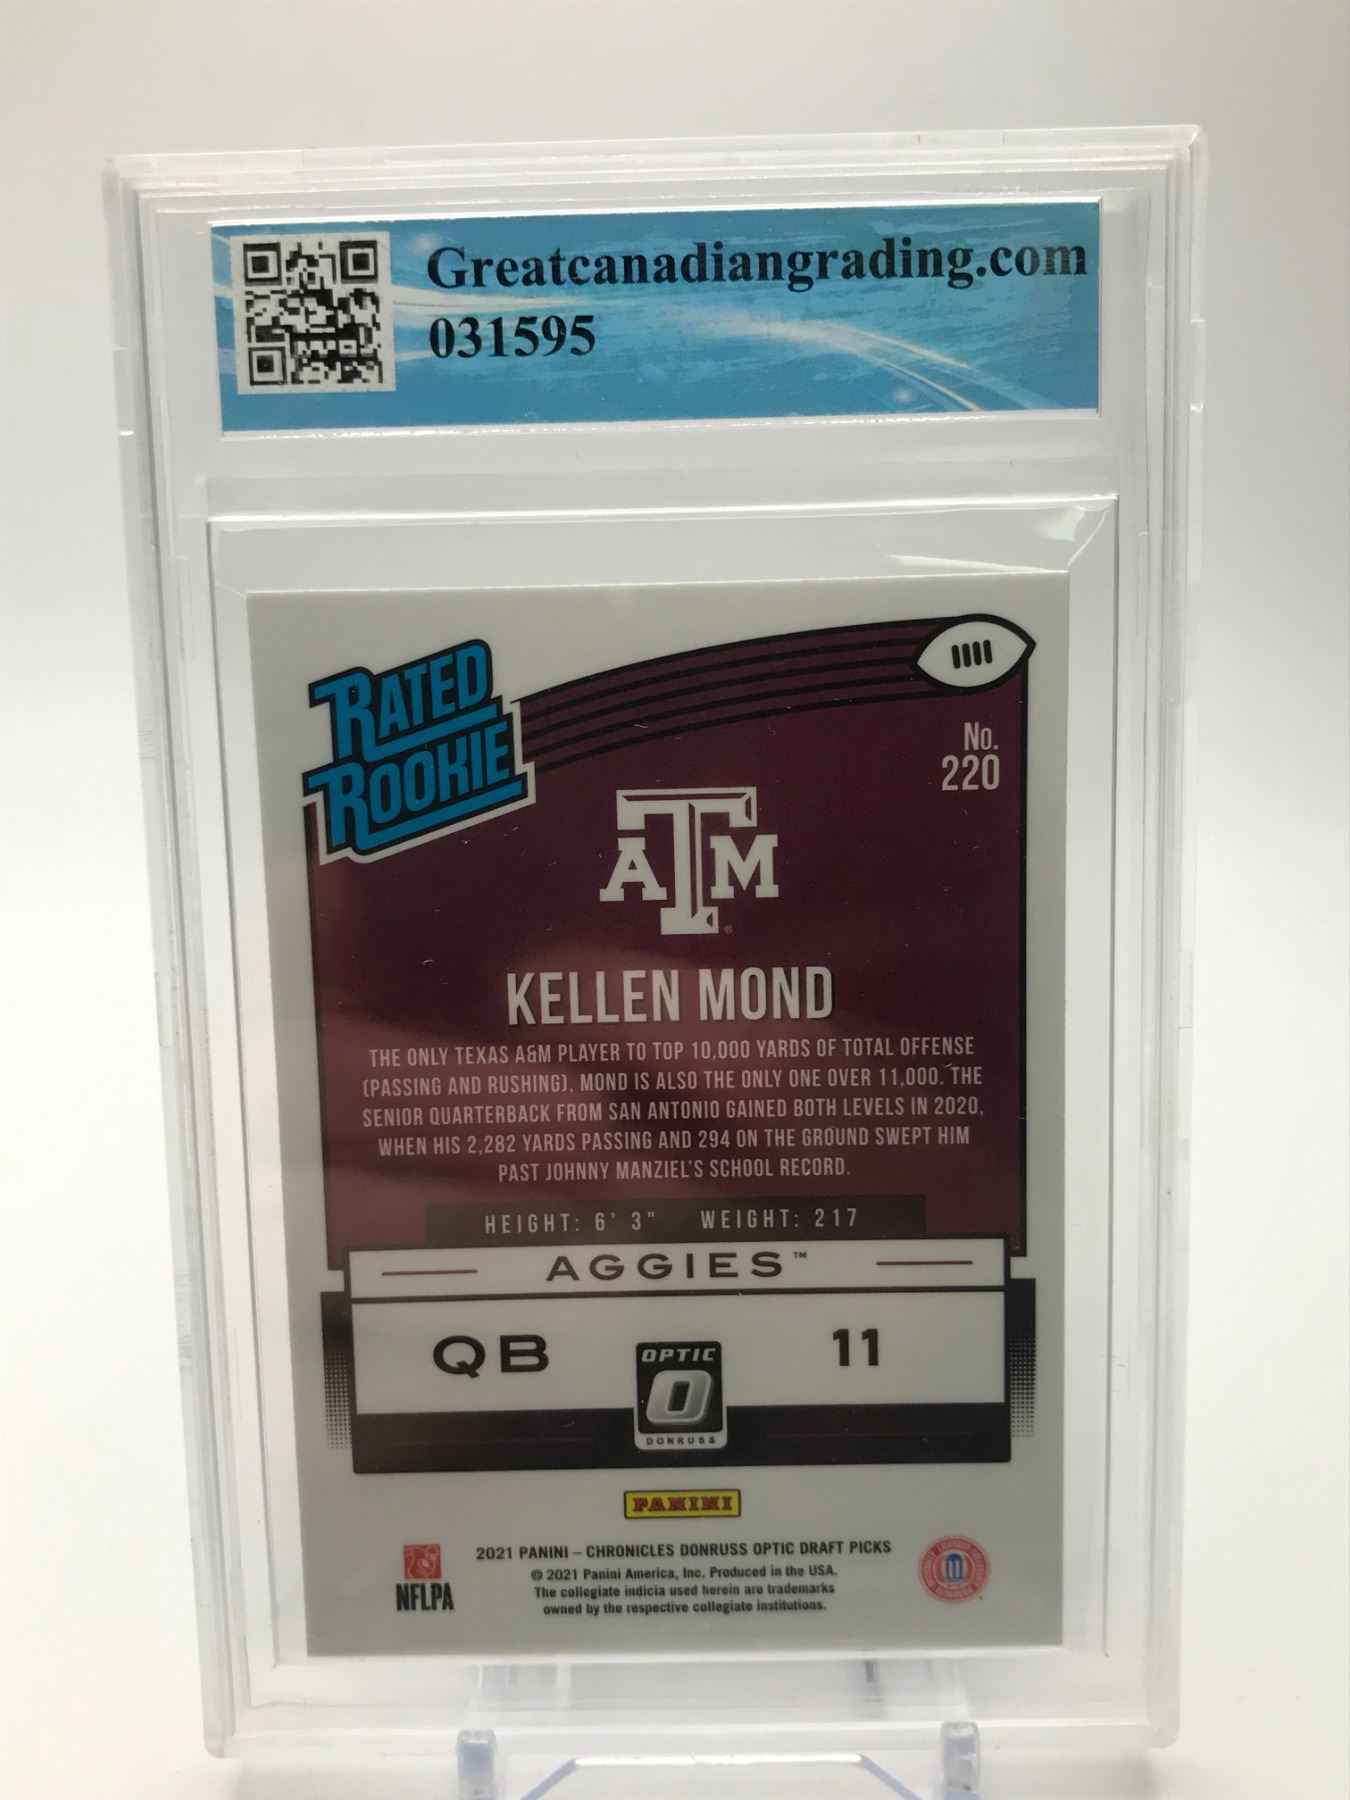 Greatcanadiangrading.com
031595
RATED
ROOKIE
No.
220
ATM
®
KELLEN MOND
THE ONLY TEXAS A&M PLAYER TO TOP 10,000 YARDS OF TOTAL OFFENSE
(PASSING AND RUSHING), MOND IS ALSO THE ONLY ONE OVER 11,000. THE
SENIOR QUARTERBACK FROM SAN ANTONIO GAINED BOTH LEVELS IN 2020,
WHEN HIS 2,282 YARDS PASSING AND 294 ON THE GROUND SWEPT HIM
PAST JOHNNY MANZIEL'S SCHOOL RECORD.
HEIGHT: 6' 3" WEIGHT: 217
AGGIES™
QB 11
OPTIC
O
DONRUSS
PANINI
2021 PANINI – CHRONICLES DONRUSS OPTIC DRAFT PICKS
© 2021 Panini America, Inc. Produced in the USA.
The collegiate indicia used herein are trademarks
owned by the respective collegiate institutions.
NFLPA